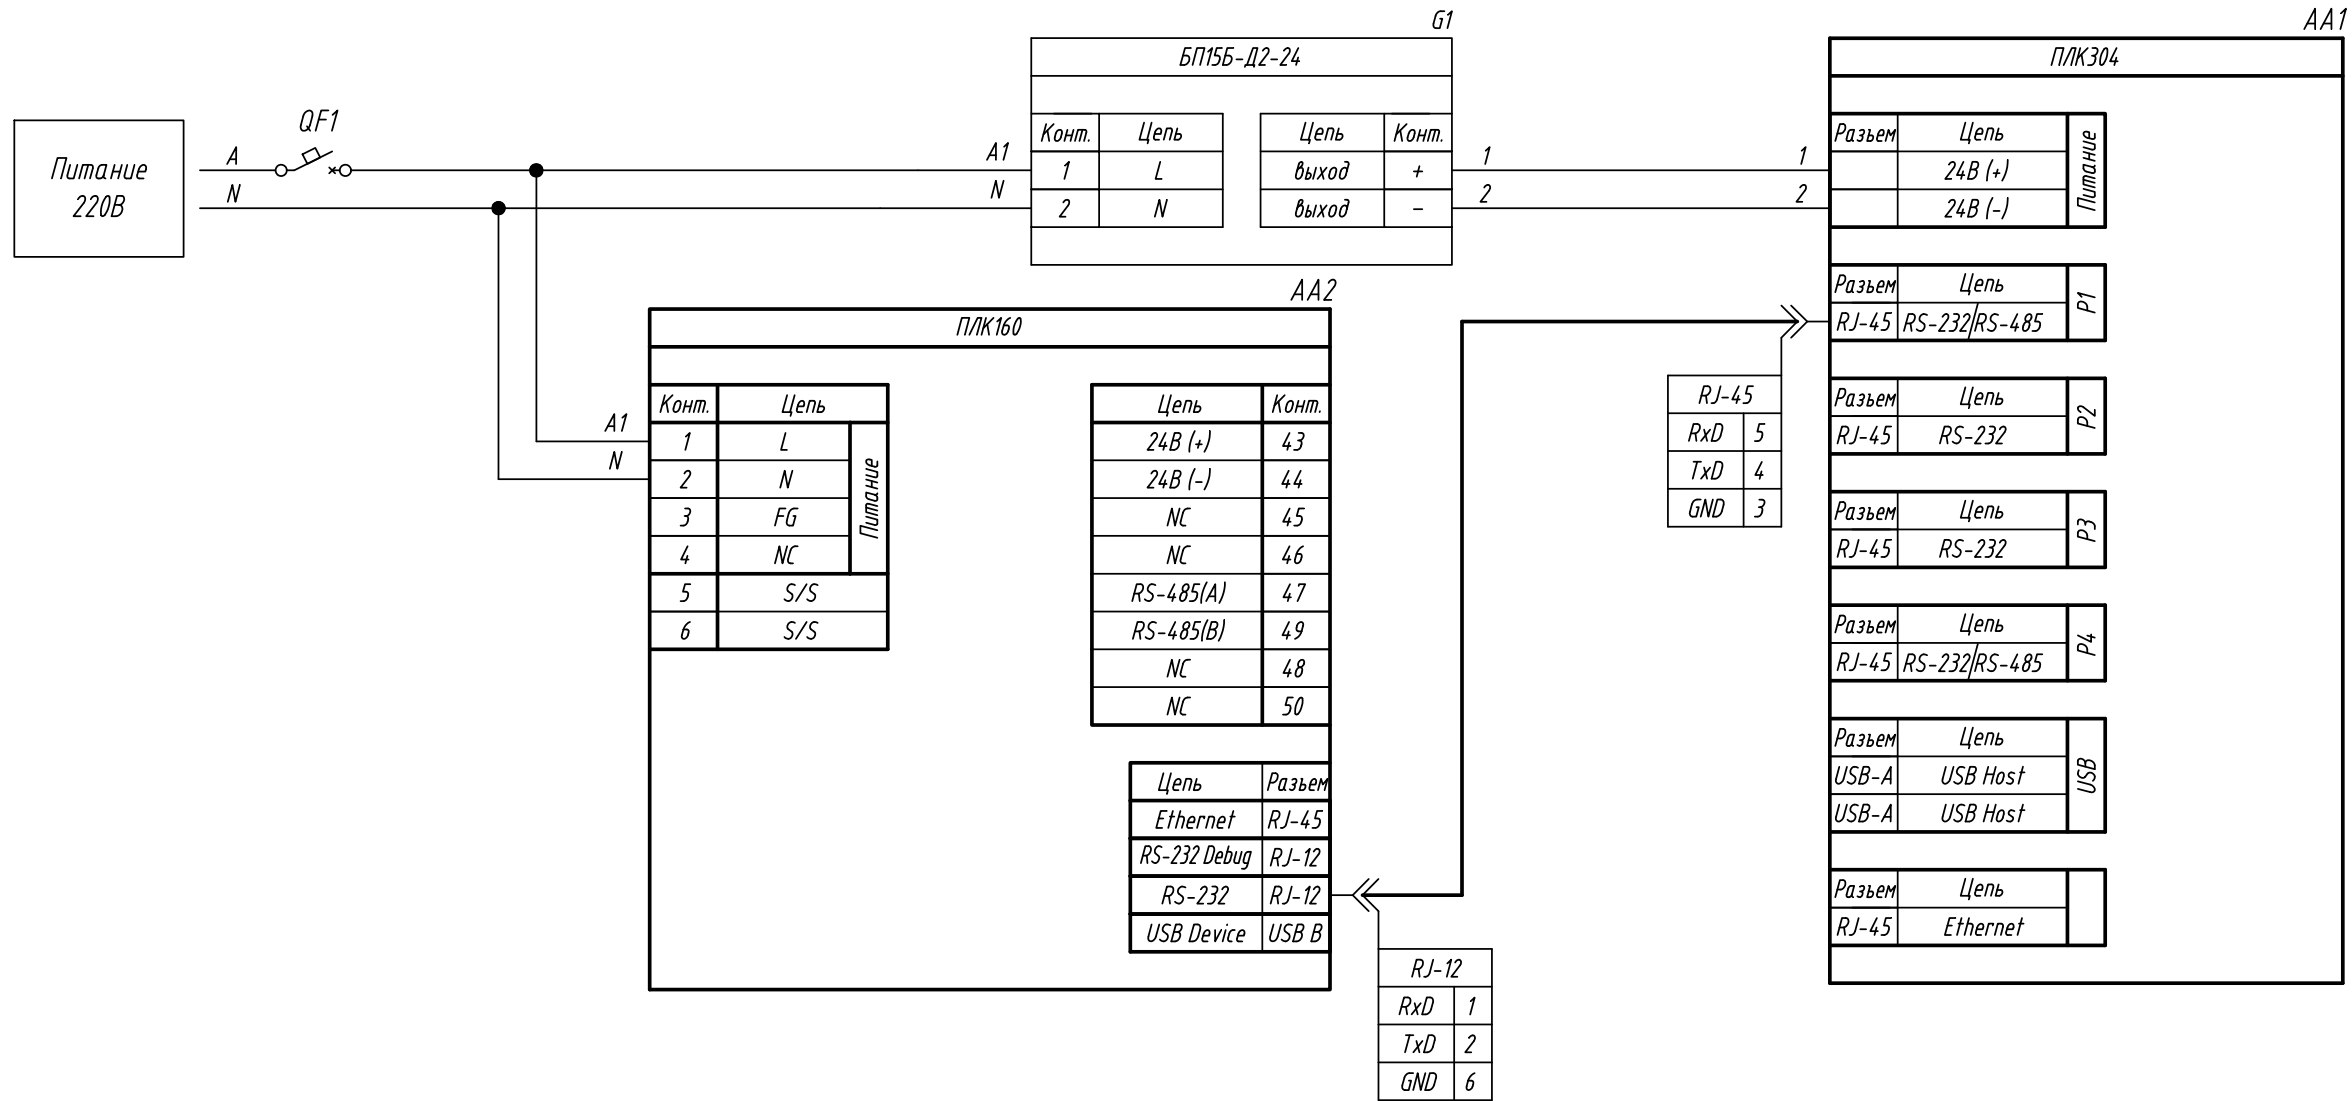 Питание
220В
A
N
QF1
A1
N
G1
БП15Б-Д2-24
Конт. Цепь
1 L
2 N
Цепь Конт.
выход +
выход -
1
2
1
2
AA1
ПЛК304
Разъем Цепь Питание
24В (+)
24В (-)
Разъем Цепь P1
RJ-45 RS-232/RS-485
Разъем Цепь P2
RJ-45 RS-232
Разъем Цепь P3
RJ-45 RS-232
Разъем Цепь P4
RJ-45 RS-232/RS-485
Разъем Цепь USB
USB-A USB Host
USB-A USB Host
Разъем Цепь
RJ-45 Ethernet
AA2
ПЛК160
A1
N
Конт. Цепь
1 L Питание
2 N
3 FG
4 NC
5 S/S
6 S/S
Цепь Конт.
24В (+) 43
24В (-) 44
NC 45
NC 46
RS-485(A) 47
RS-485(B) 49
NC 48
NC 50
Цепь Разъем
Ethernet RJ-45
RS-232 Debug RJ-12
RS-232 RJ-12
USB Device USB B
RJ-45
RxD 5
TxD 4
GND 3
RJ-12
RxD 1
TxD 2
GND 6